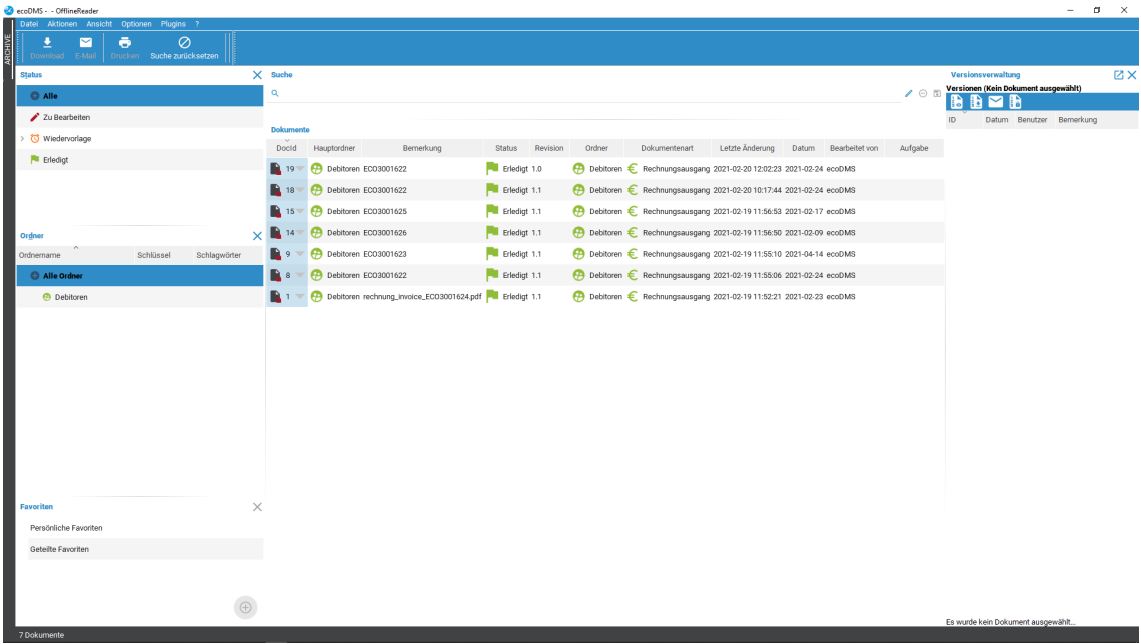 ecoDMS - - OfflineReader
Datei Aktionen Ansicht Optionen Plugins ?
ARCHIVE
Download E-Mail Drucken Suche zurücksetzen
Status
Alle
Zu Bearbeiten
Wiedervorlage
Erledigt
Ordner
Ordnername Schlüssel Schlagwörter
Alle Ordner
Debitoren
Favoriten
Persönliche Favoriten
Geteilte Favoriten
Suche
Dokumente
DocId Hauptordner Bemerkung Status Revision Ordner Dokumentenart Letzte Änderung Datum Bearbeitet von Aufgabe
19 Debitoren ECO3001622 Erledigt 1.0 Debitoren Rechnungsausgang 2021-02-20 12:02:23 2021-02-24 ecoDMS
18 Debitoren ECO3001622 Erledigt 1.1 Debitoren Rechnungsausgang 2021-02-20 10:17:44 2021-02-24 ecoDMS
15 Debitoren ECO3001625 Erledigt 1.1 Debitoren Rechnungsausgang 2021-02-19 11:56:53 2021-02-17 ecoDMS
14 Debitoren ECO3001626 Erledigt 1.1 Debitoren Rechnungsausgang 2021-02-19 11:56:50 2021-02-09 ecoDMS
9 Debitoren ECO3001623 Erledigt 1.1 Debitoren Rechnungsausgang 2021-02-19 11:55:10 2021-04-14 ecoDMS
8 Debitoren ECO3001622 Erledigt 1.1 Debitoren Rechnungsausgang 2021-02-19 11:55:06 2021-02-24 ecoDMS
1 Debitoren rechnung_invoice_ECO3001624.pdf Erledigt 1.1 Debitoren Rechnungsausgang 2021-02-19 11:52:21 2021-02-23 ecoDMS
Versionsverwaltung
Versionen (Kein Dokument ausgewählt)
ID Datum Benutzer Bemerkung
Es wurde kein Dokument ausgewählt...
7 Dokumente